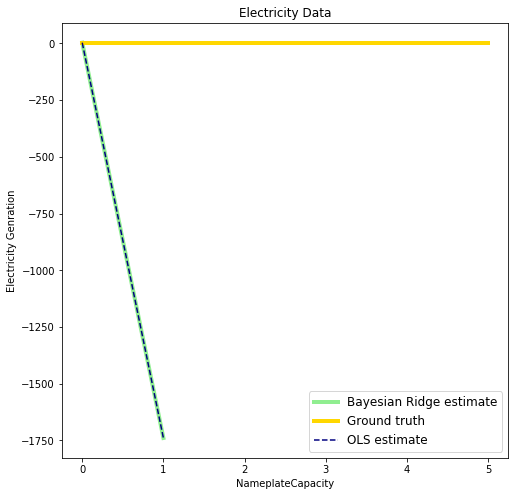 Electricity Data
0
−250
−500
−750
−1000
−1250
−1500
−1750
Electricity Genration
0 1 2 3 4 5
NameplateCapacity
Bayesian Ridge estimate
Ground truth
OLS estimate